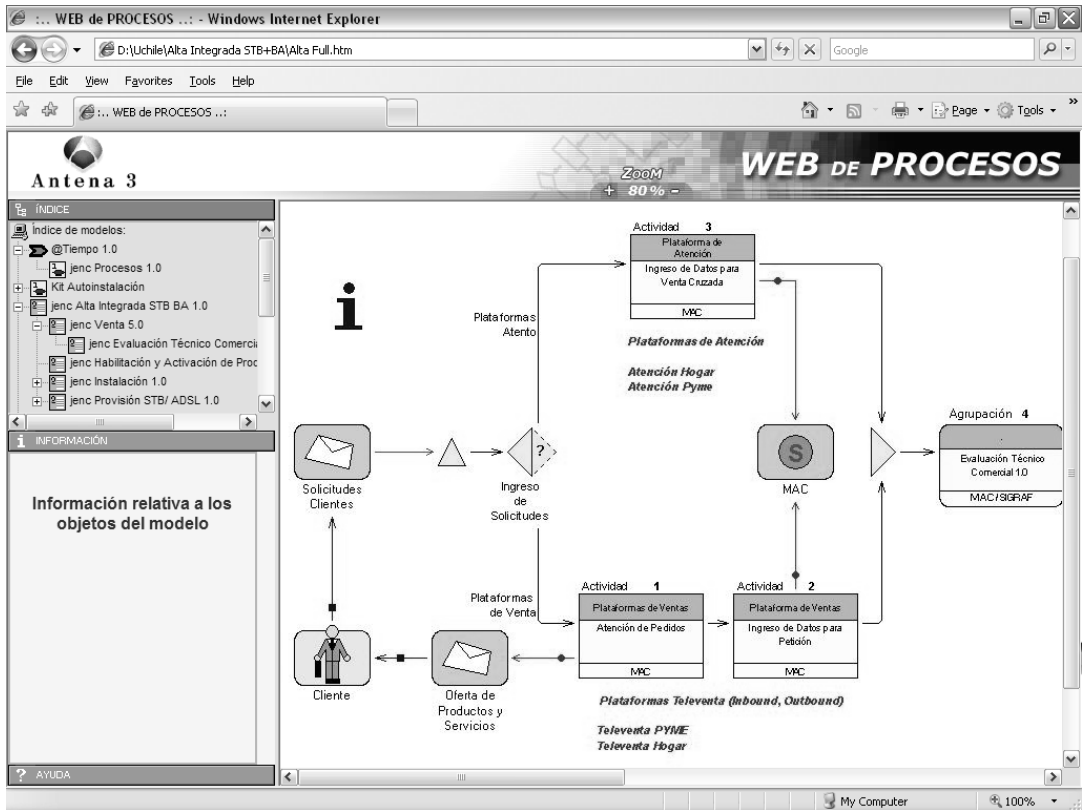 :.. WEB de PROCESOS ..: - Windows Internet Explorer
D:\Uchile\Alta Integrada STB+BA\Alta Full.htm
Google
File Edit View Favorites Tools Help
:.. WEB de PROCESOS ..:
Page Tools »
Antena 3
ZooM
+ 80% -
WEB DE PROCESOS
ÍNDICE
Índice de modelos:
@Tiempo 1.0
jenc Procesos 1.0
Kit Autoinstalación
jenc Alta Integrada STB BA 1.0
jenc Venta 5.0
jenc Evaluación Técnico Comerci
jenc Habilitación y Activación de Proc
jenc Instalación 1.0
jenc Provisión STB/ ADSL 1.0
i INFORMACIÓN
Información relativa a los
objetos del modelo
? AYUDA
i
Actividad 3
Plataforma de
Atención
Ingreso de Datos para
Venta Cruzada
MAC
Plataformas
Atento
Plataformas de Atención
Atención Hogar
Atención Pyme
Solicitudes
Clientes
?
Ingreso
de
Solicitudes
S
MAC
Agrupación 4
.
Evaluación Técnico
Comercial 1.0
MAC/SIGRAF
Plataformas
de Venta
Actividad 1
Plataformas de Ventas
Atención de Pedidos
MAC
Actividad 2
Plataforma de Ventas
Ingreso de Datos para
Petición
MAC
Cliente
Oferta de
Productos y
Servicios
Plataformas Televenta (Inbound, Outbound)
Televenta PYME
Televenta Hogar
My Computer
100%